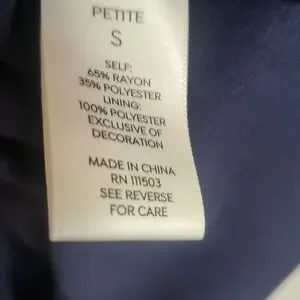 PETITE
S
SELF:
65% RAYON
35% POLYESTER
LINING:
100% POLYESTER
EXCLUSIVE OF
DECORATION
MADE IN CHINA
RN 111503
SEE REVERSE
FOR CARE